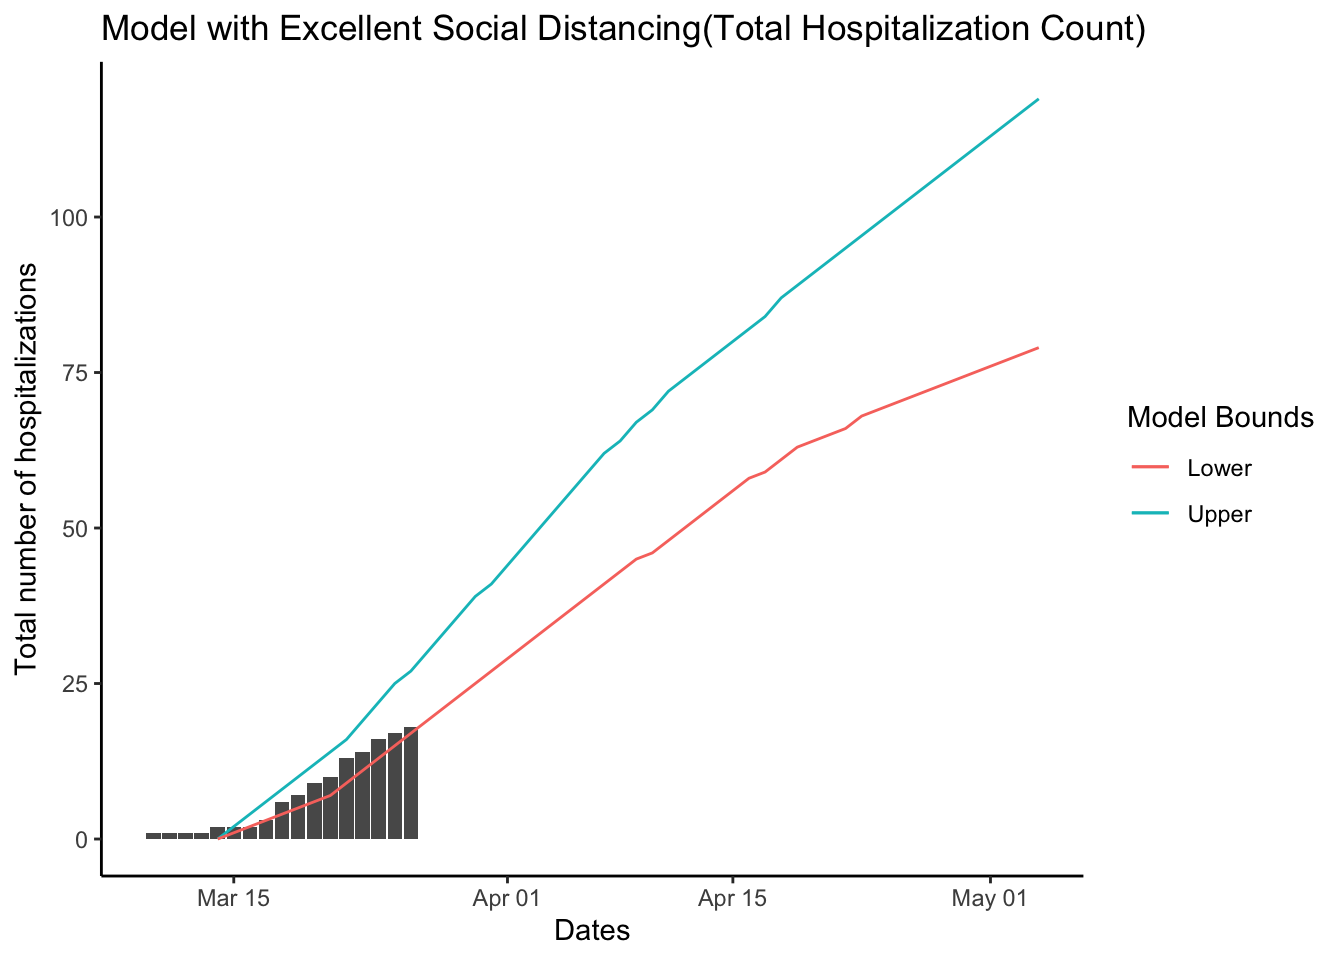 Model with Excellent Social Distancing(Total Hospitalization Count)
Total number of hospitalizations
100
75
50
25
0
Mar 15
Apr 01
Apr 15
May 01
Dates
Model Bounds
Lower
Upper